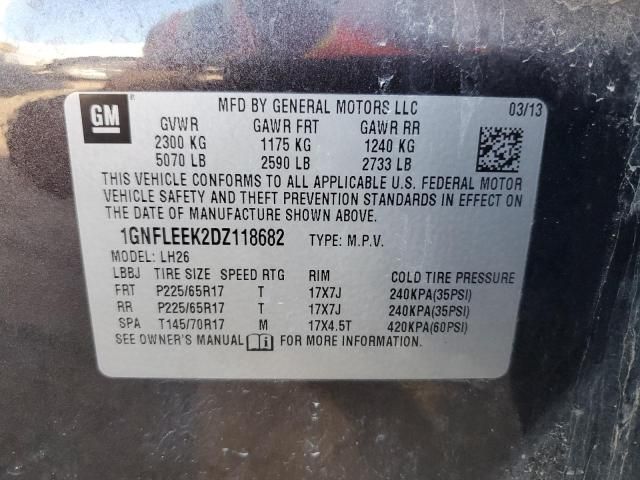 GM
MFD BY GENERAL MOTORS LLC 03/13
GVWR GAWR FRT GAWR RR
2300 KG 1175 KG 1240 KG
5070 LB 2590 LB 2733 LB
THIS VEHICLE CONFORMS TO ALL APPLICABLE U.S. FEDERAL MOTOR
VEHICLE SAFETY AND THEFT PREVENTION STANDARDS IN EFFECT ON
THE DATE OF MANUFACTURE SHOWN ABOVE.
1GNFLEEK2DZ118682 TYPE: M.P.V.
MODEL: LH26
LBBJ TIRE SIZE SPEED RTG RIM COLD TIRE PRESSURE
FRT P225/65R17 T 17X7J 240KPA(35PSI)
RR P225/65R17 T 17X7J 240KPA(35PSI)
SPA T145/70R17 M 17X4.5T 420KPA(60PSI)
SEE OWNER'S MANUAL FOR MORE INFORMATION.